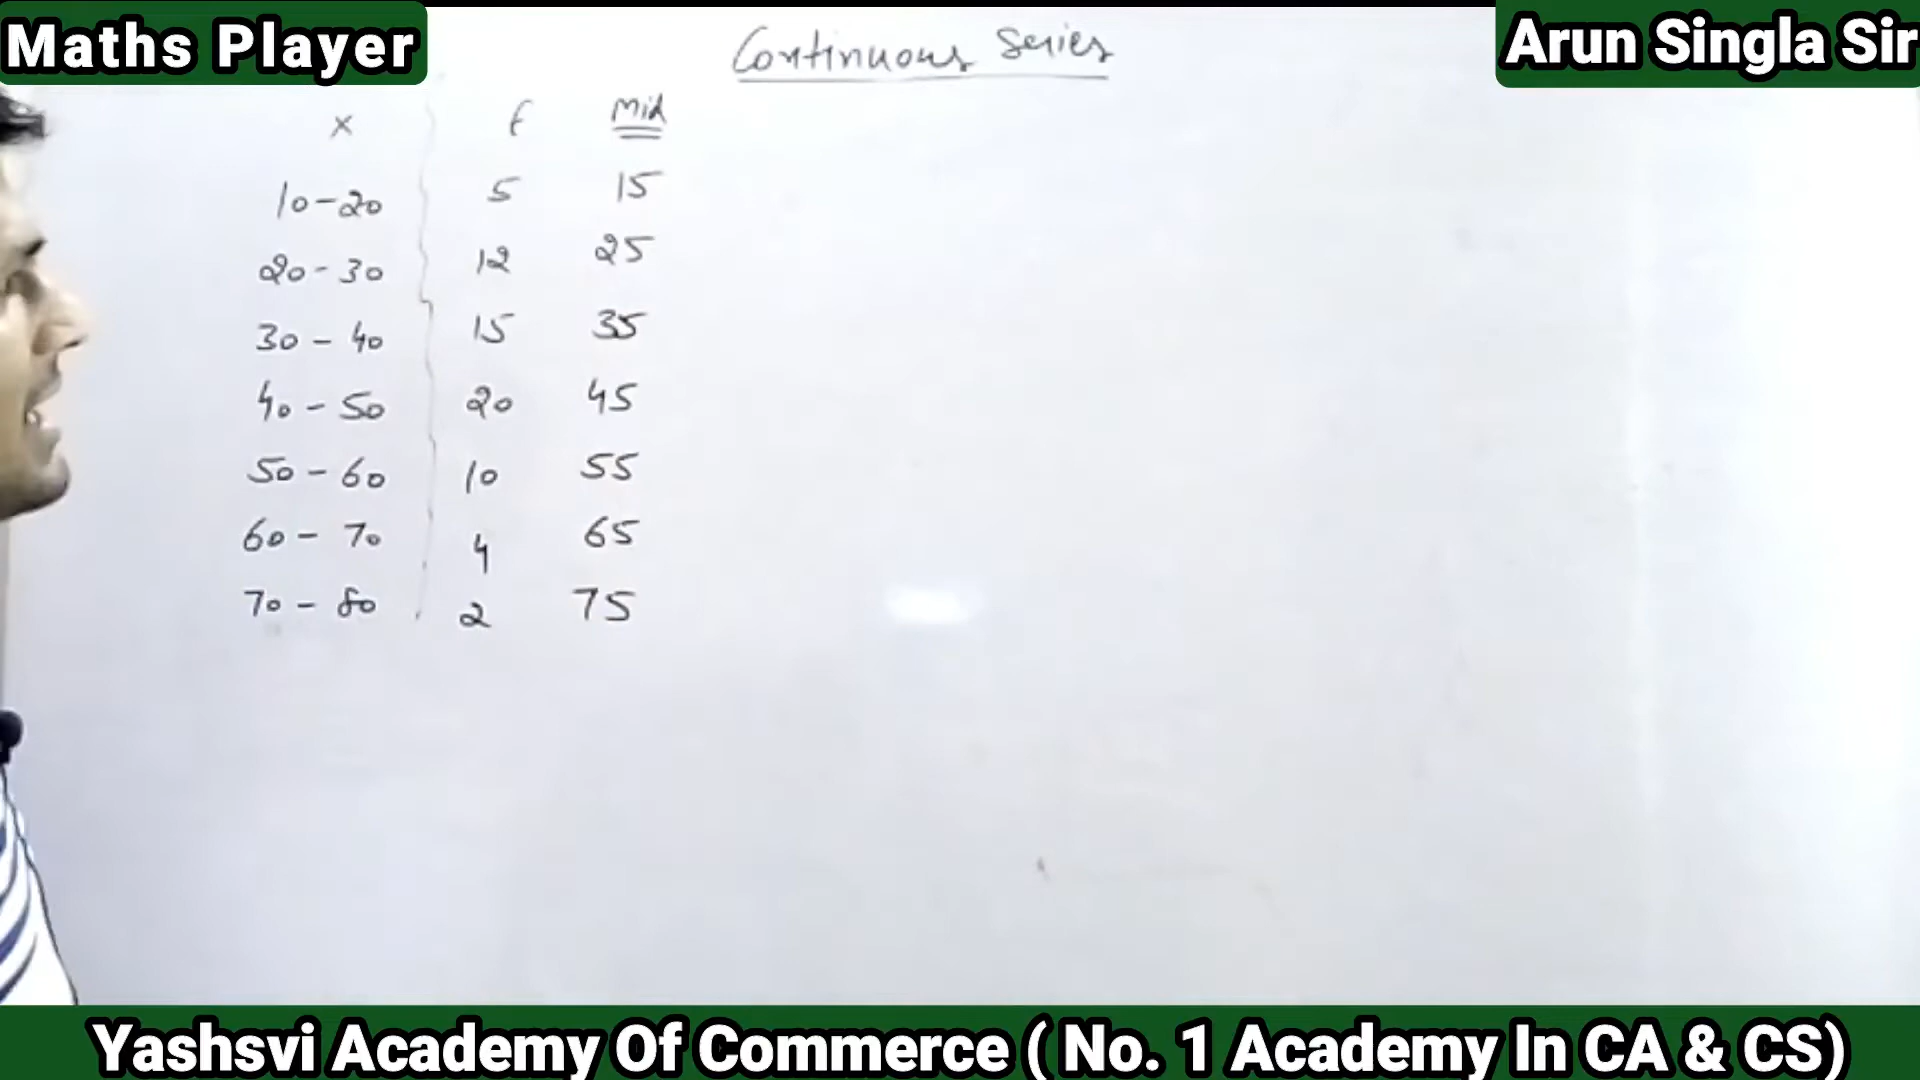 Maths Player
Arun Singla Sir
Continuous Series
x f Mid
10-20 5 15
20-30 12 25
30-40 15 35
40-50 20 45
50-60 10 55
60-70 4 65
70-80 2 75
Yashsvi Academy Of Commerce ( No. 1 Academy In CA & CS)